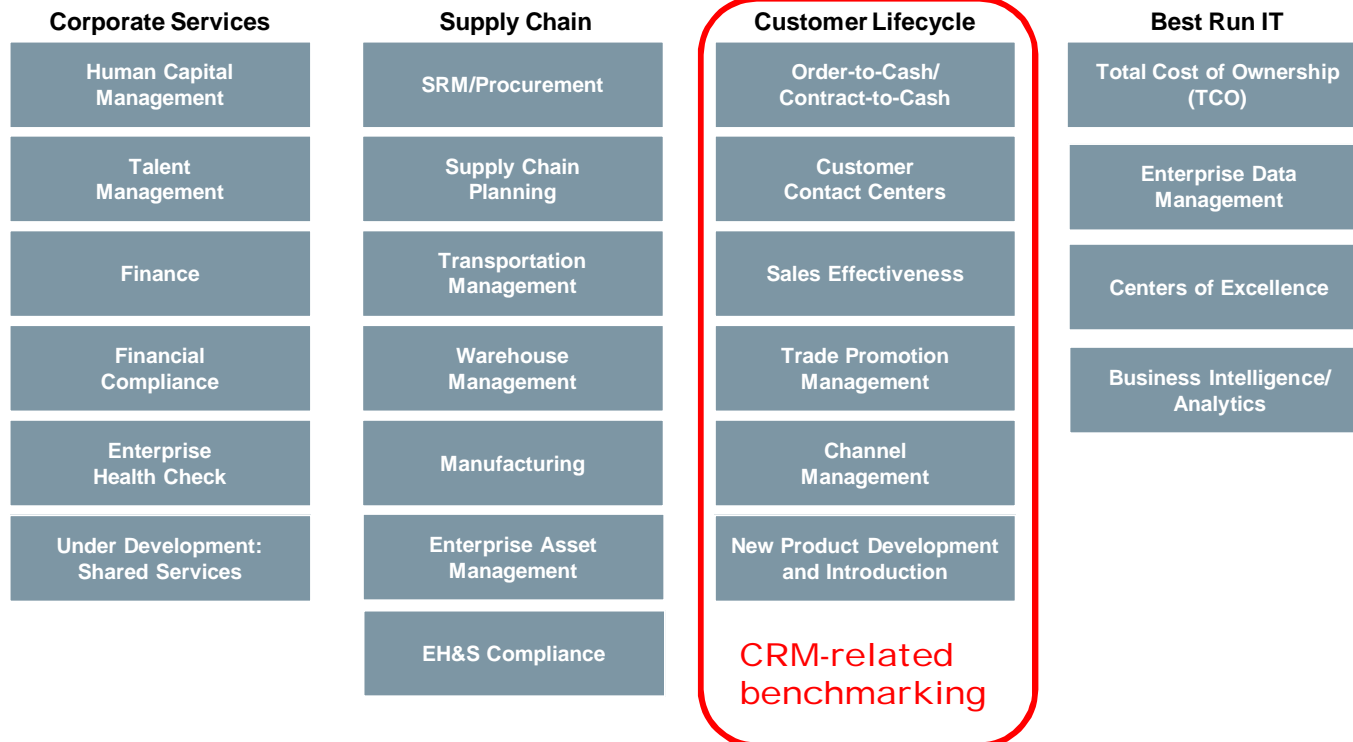 Corporate Services
Human Capital
Management
Talent
Management
Finance
Financial
Compliance
Enterprise
Health Check
Under Development:
Shared Services
Supply Chain
SRM/Procurement
Supply Chain
Planning
Transportation
Management
Warehouse
Management
Manufacturing
Enterprise Asset
Management
EH&S Compliance
Customer Lifecycle
Order-to-Cash/
Contract-to-Cash
Customer
Contact Centers
Sales Effectiveness
Trade Promotion
Management
Channel
Management
New Product Development
and Introduction
CRM-related
benchmarking
Best Run IT
Total Cost of Ownership
(TCO)
Enterprise Data
Management
Centers of Excellence
Business Intelligence/
Analytics